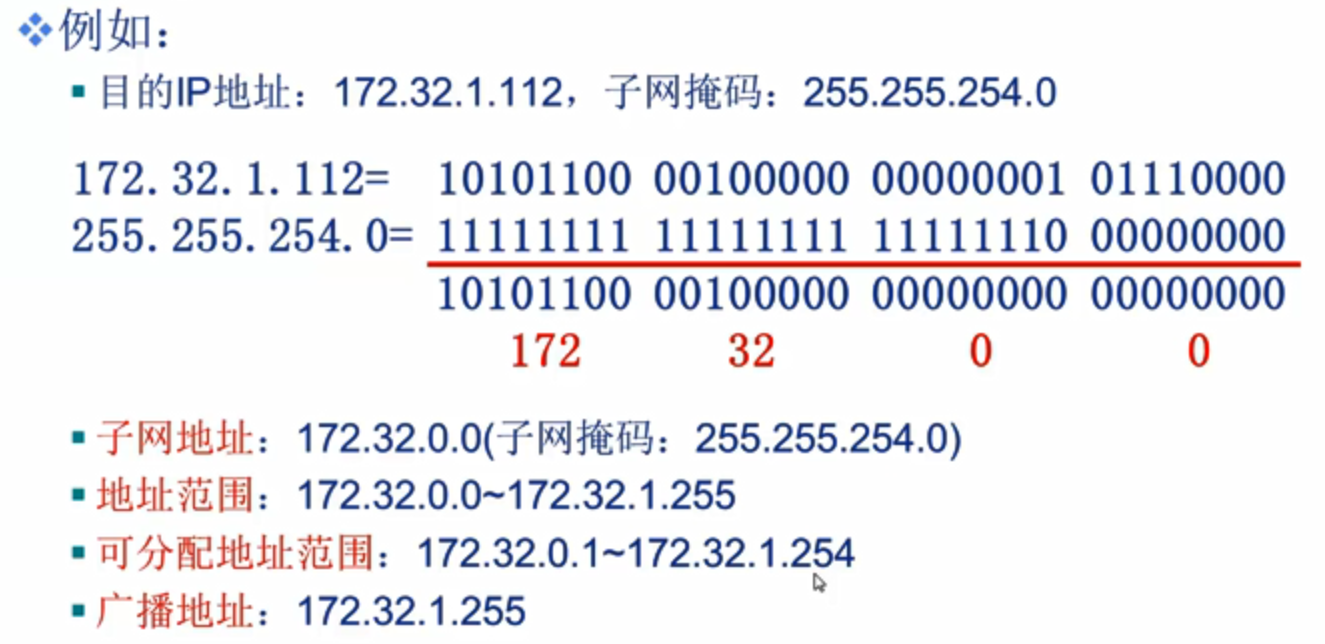 例如：
目的IP地址：172.32.1.112，子网掩码：255.255.254.0
172.32.1.112= 10101100 00100000 00000001 01110000
255.255.254.0= 11111111 11111111 11111110 00000000
10101100 00100000 00000000 00000000
172 32 0 0
子网地址：172.32.0.0(子网掩码：255.255.254.0)
地址范围：172.32.0.0~172.32.1.255
可分配地址范围：172.32.0.1~172.32.1.254
广播地址：172.32.1.255